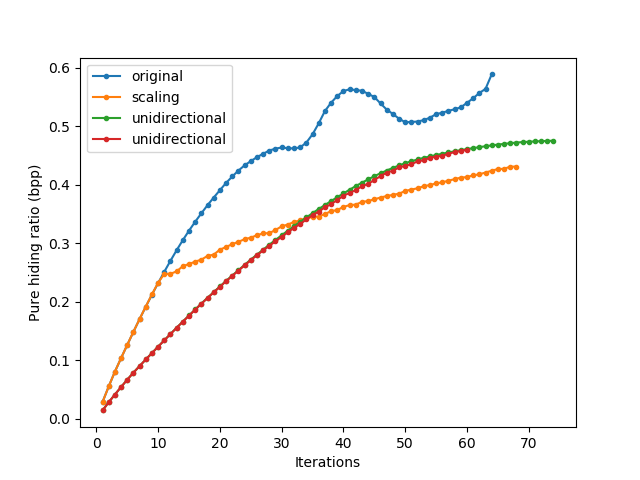 original
scaling
unidirectional
unidirectional
0.6
0.5
0.4
0.3
0.2
0.1
0.0
Pure hiding ratio (bpp)
0 10 20 30 40 50 60 70
Iterations